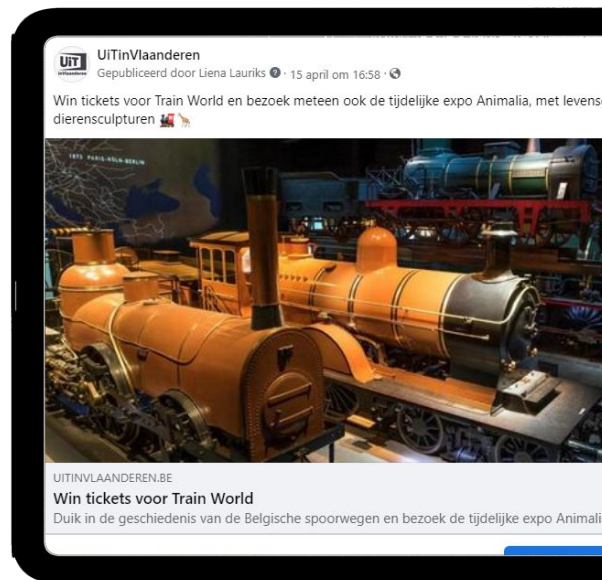 UiT
UiTinVlaanderen
Gepubliceerd door Liena Lauriks · 15 april om 16:58 ·
Win tickets voor Train World en bezoek meteen ook de tijdelijke expo Animalia, met levens
dierensculpturen 🚂 🦒
1872 PARIS-KÖLN-BERLIN
UITINVLAANDEREN.BE
Win tickets voor Train World
Duik in de geschiedenis van de Belgische spoorwegen en bezoek de tijdelijke expo Animali